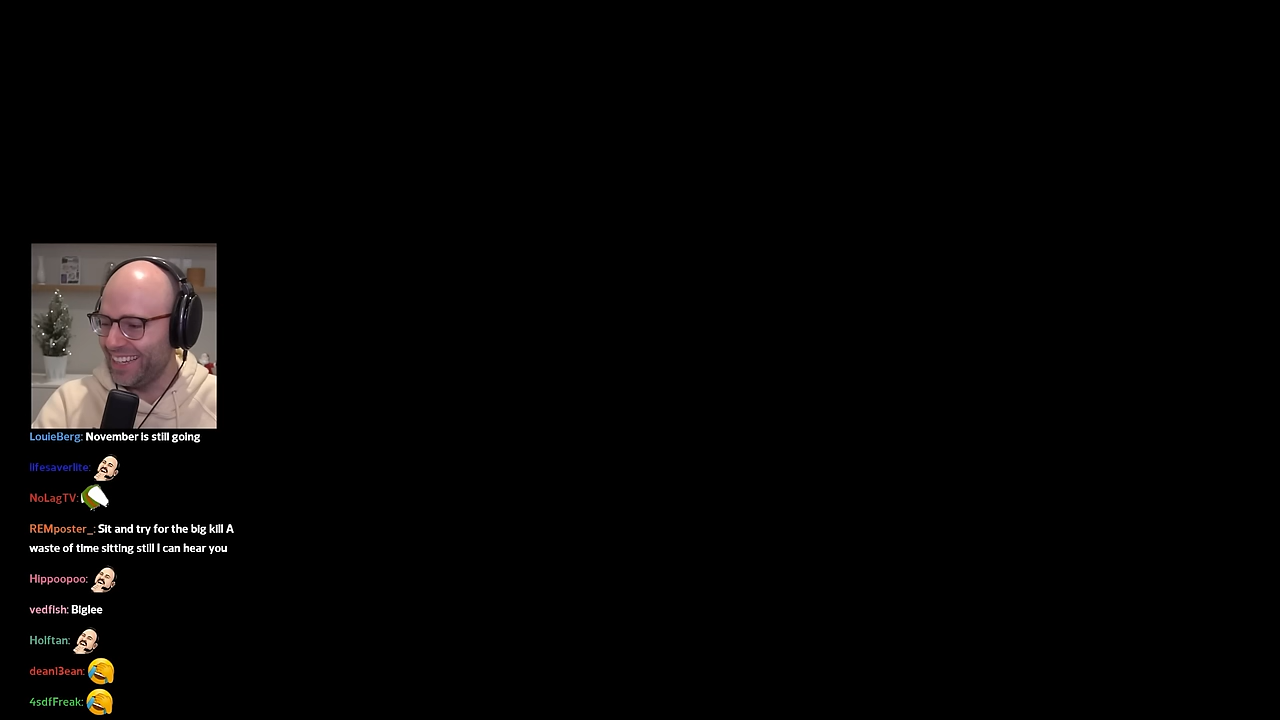 LouieBerg: November is still going
lifesaverlite:
NoLagTV:
REMposter_: Sit and try for the big kill A
waste of time sitting still I can hear you
Hippoopoo:
vedfish: Biglee
Holftan:
dean13ean:
4sdfFreak: